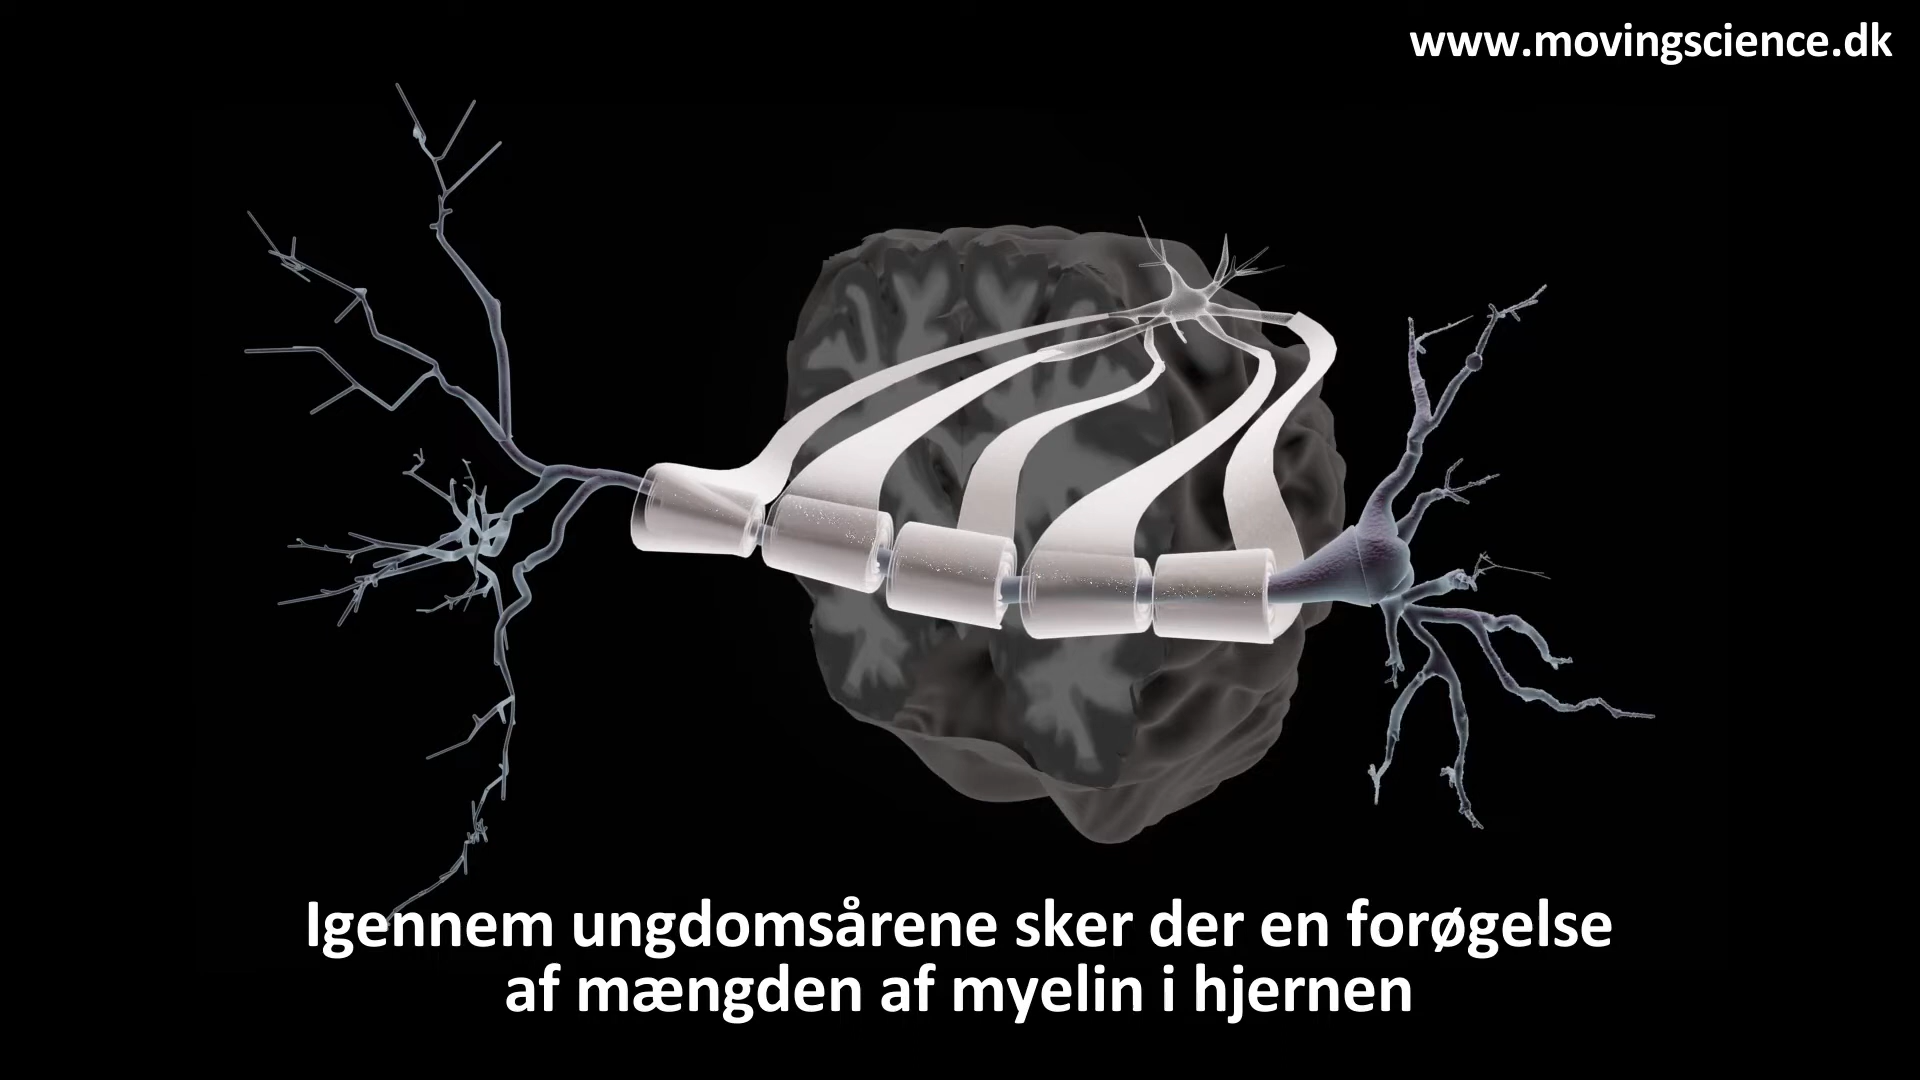 www.movingscience.dk
Igennem ungdomsårene sker der en forøgelse
af mængden af myelin i hjernen